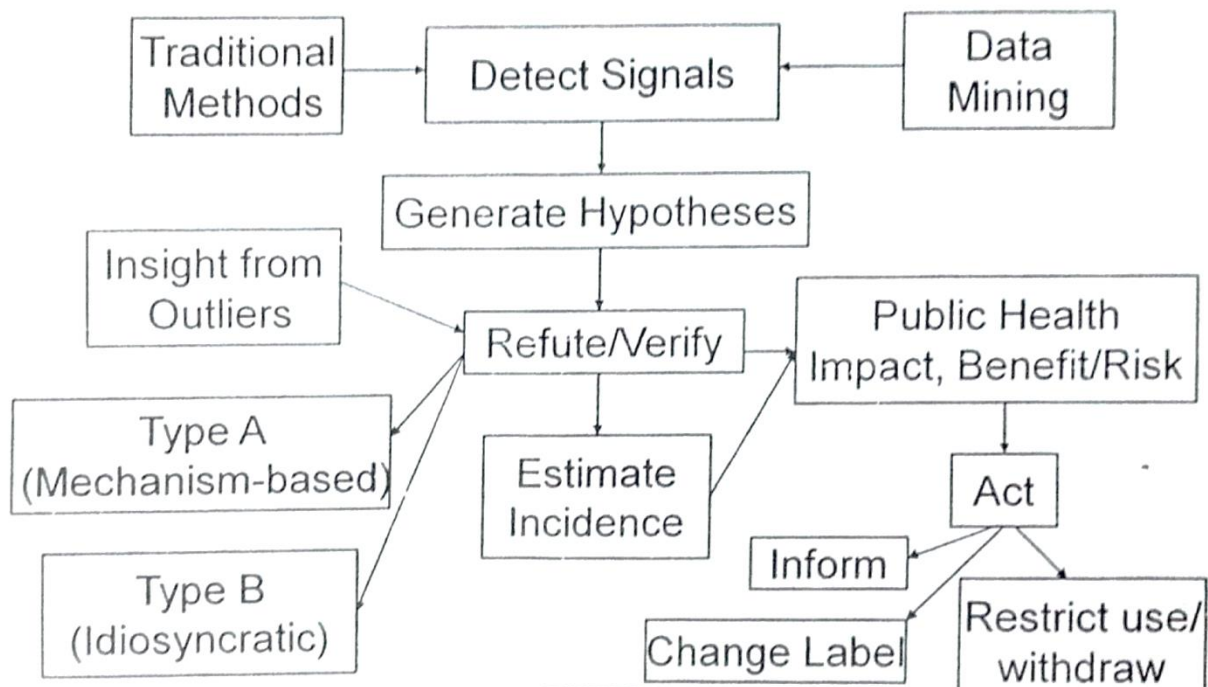 Traditional
Methods
Detect Signals
Data
Mining
Generate Hypotheses
Insight from
Outliers
Refute/Verify
Public Health
Impact, Benefit/Risk
Type A
(Mechanism-based)
Estimate
Incidence
Act
Type B
(Idiosyncratic)
Inform
Change Label
Restrict use/
withdraw